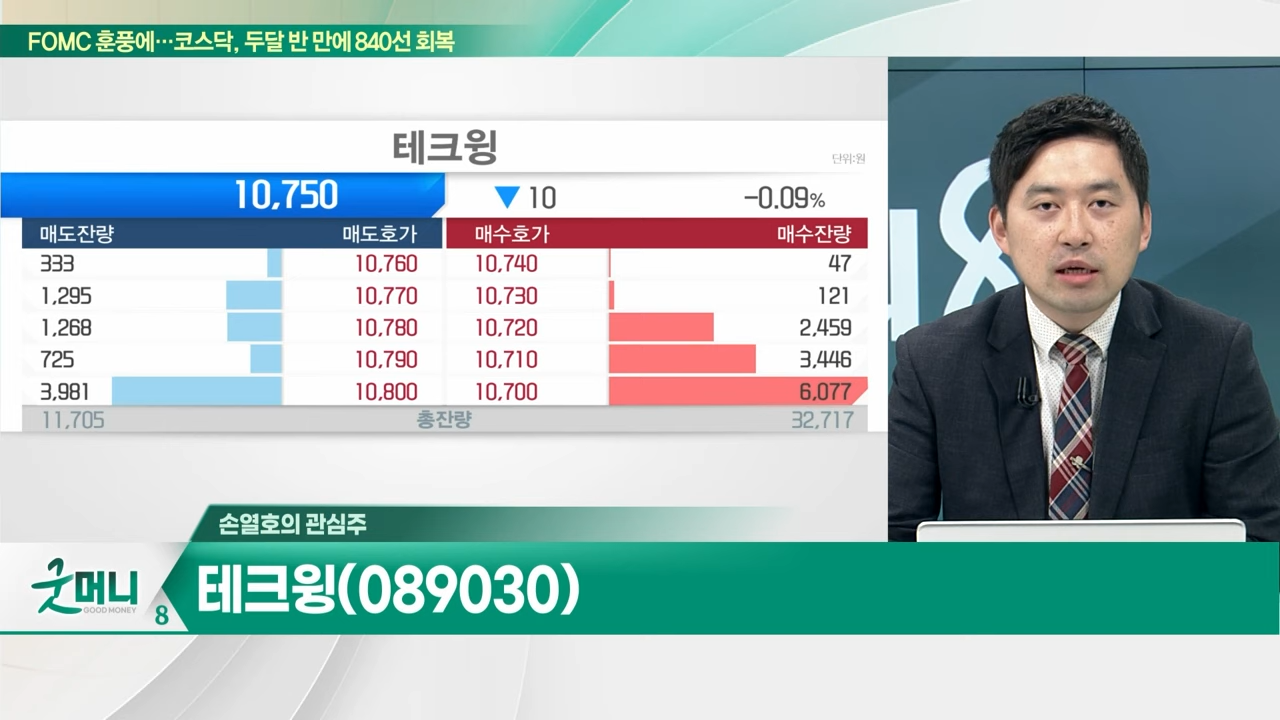 FOMC 훈풍에…코스닥, 두달 반 만에 840선 회복
테크윙
단위:원
10,750 ▼ 10 -0.09%
매도잔량 매도호가 매수호가 매수잔량
333 10,760 10,740 47
1,295 10,770 10,730 121
1,268 10,780 10,720 2,459
725 10,790 10,710 3,446
3,981 10,800 10,700 6,077
11,705 총잔량 32,717
8
손열호의 관심주
굿머니
GOOD MONEY
8
테크윙(089030)